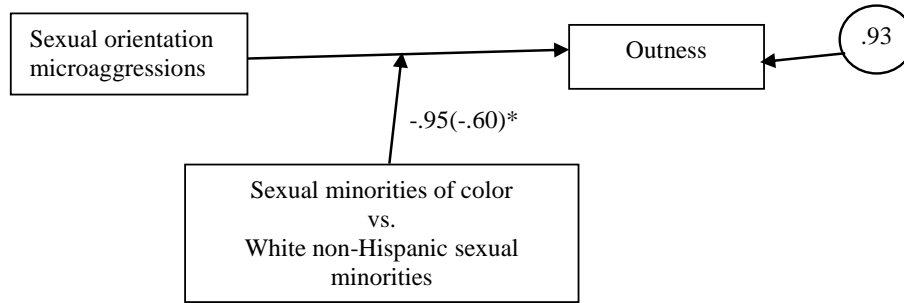 Sexual orientation
microaggressions
Outness
.93
-.95(-.60)*
Sexual minorities of color
vs.
White non-Hispanic sexual
minorities